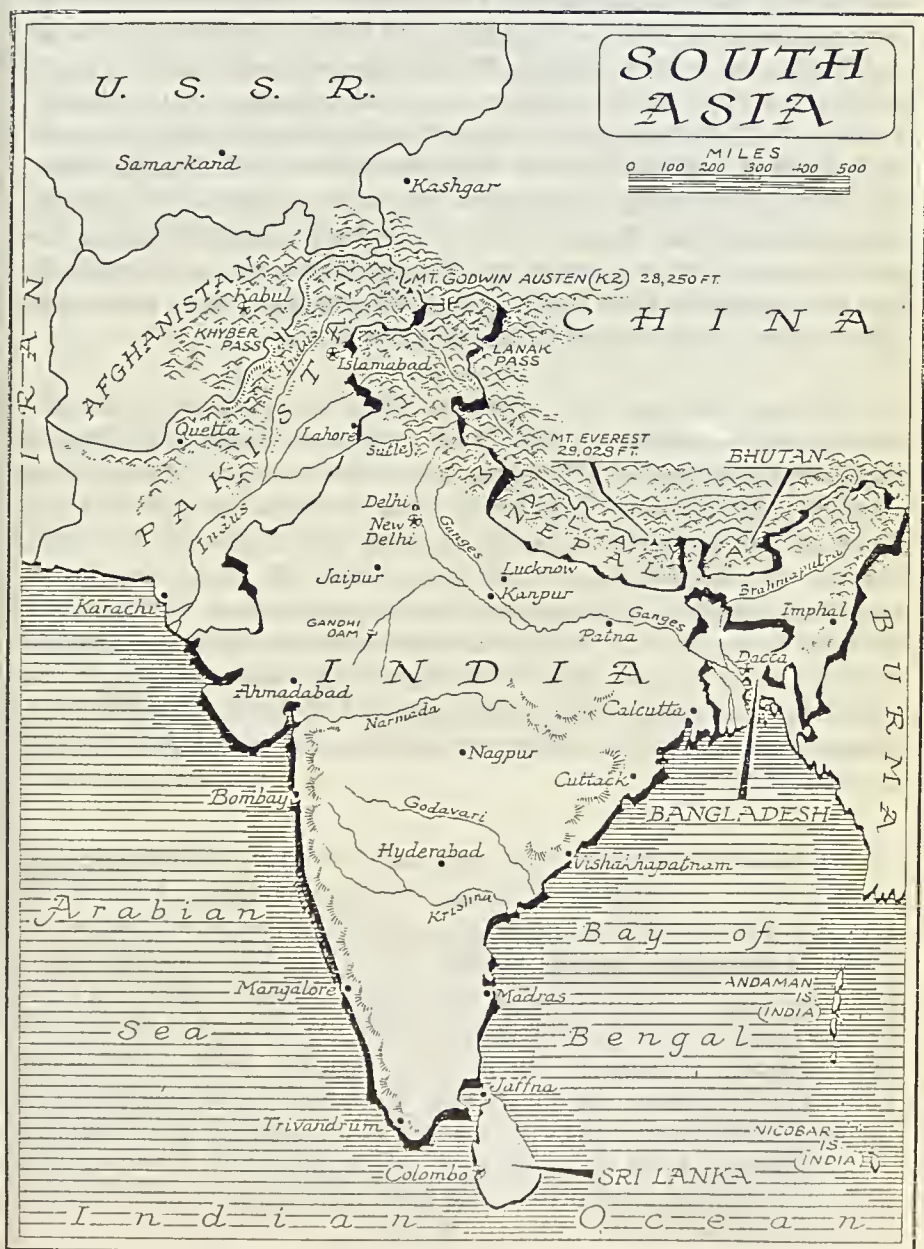 SOUTH
ASIA
MILES
0 100 200 300 400 500
U. S. S. R.
Samarkand
Kashgar
MT. GODWIN AUSTEN (K2) 28,250 FT.
CHINA
IRAN
AFGHANISTAN
Kabul
KHYBER
PASS
Indus
Islamabad
LANAK
PASS
Quetta
Lahore
Sutlej
MT. EVEREST
29,028 FT.
BHUTAN
PAKISTAN
HIMALAYA
NEPAL
Indus
Delhi
New
Delhi
Ganges
Jaipur
Lucknow
Kanpur
Brahmaputra
Karachi
GANDHI
DAM
Patna
Ganges
Imphal
BURMA
INDIA
Dacca
Ahmadabad
Narmada
Calcutta
Nagpur
Cuttack
Bombay
Godavari
BANGLADESH
Hyderabad
Vishakhapatnam
Krishna
Arabian
Sea
Bay of
Bengal
Mangalore
Madras
ANDAMAN
IS.
(INDIA)
Jaffna
Trivandrum
NICOBAR
IS.
(INDIA)
Colombo
SRI LANKA
Indian Ocean